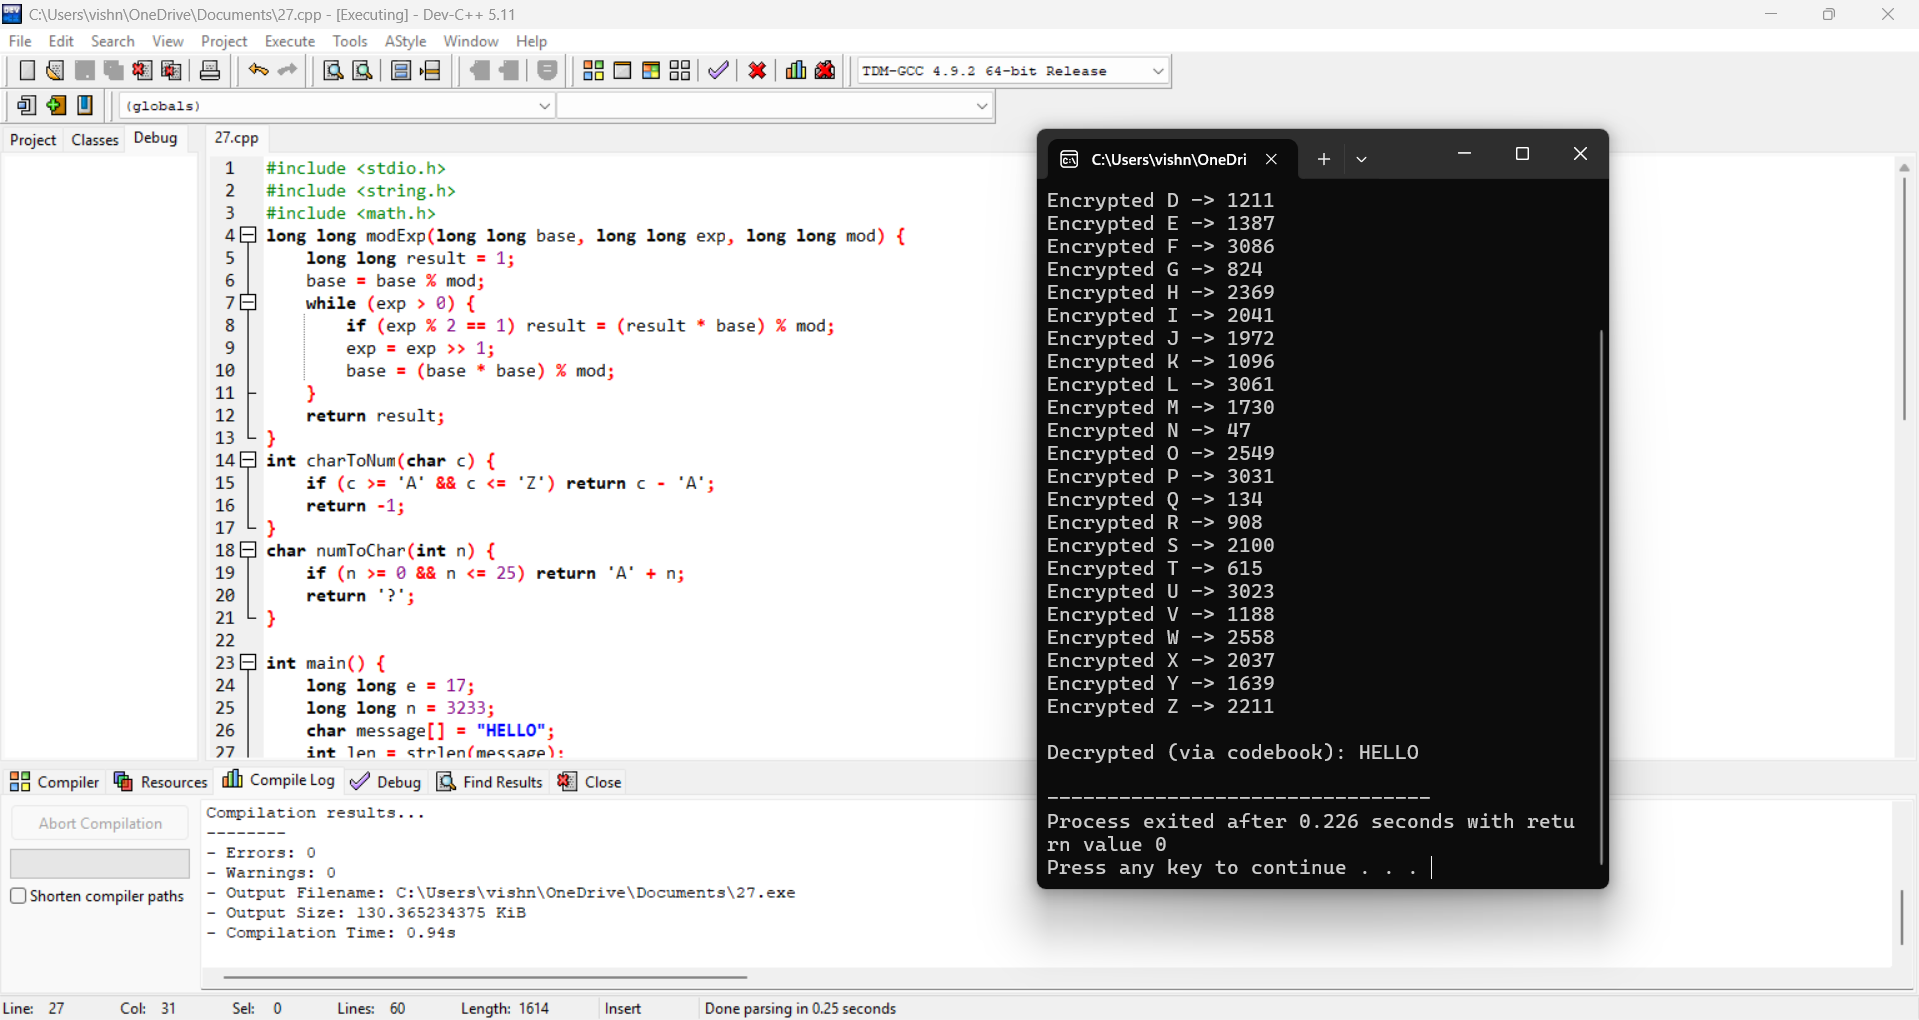 C:\Users\vishn\OneDrive\Documents\27.cpp - [Executing] - Dev-C++ 5.11
File Edit Search View Project Execute Tools AStyle Window Help
TDM-GCC 4.9.2 64-bit Release
(globals)
Project Classes Debug
27.cpp
1 #include <stdio.h>
2 #include <string.h>
3 #include <math.h>
4 long long modExp(long long base, long long exp, long long mod) {
5 long long result = 1;
6 base = base % mod;
7 while (exp > 0) {
8 if (exp % 2 == 1) result = (result * base) % mod;
9 exp = exp >> 1;
10 base = (base * base) % mod;
11 }
12 return result;
13 }
14 int charToNum(char c) {
15 if (c >= 'A' && c <= 'Z') return c - 'A';
16 return -1;
17 }
18 char numToChar(int n) {
19 if (n >= 0 && n <= 25) return 'A' + n;
20 return '?';
21 }
22
23 int main() {
24 long long e = 17;
25 long long n = 3233;
26 char message[] = "HELLO";
27 int len = strlen(message);
C:\Users\vishn\OneDri
Encrypted D -> 1211
Encrypted E -> 1387
Encrypted F -> 3086
Encrypted G -> 824
Encrypted H -> 2369
Encrypted I -> 2041
Encrypted J -> 1972
Encrypted K -> 1096
Encrypted L -> 3061
Encrypted M -> 1730
Encrypted N -> 47
Encrypted O -> 2549
Encrypted P -> 3031
Encrypted Q -> 134
Encrypted R -> 908
Encrypted S -> 2100
Encrypted T -> 615
Encrypted U -> 3023
Encrypted V -> 1188
Encrypted W -> 2558
Encrypted X -> 2037
Encrypted Y -> 1639
Encrypted Z -> 2211
Decrypted (via codebook): HELLO
--------------------------------
Process exited after 0.226 seconds with retu
rn value 0
Press any key to continue . . .
Compiler Resources Compile Log Debug Find Results Close
Abort Compilation
Shorten compiler paths
Compilation results...
--------
- Errors: 0
- Warnings: 0
- Output Filename: C:\Users\vishn\OneDrive\Documents\27.exe
- Output Size: 130.365234375 KiB
- Compilation Time: 0.94s
Line: 27 Col: 31 Sel: 0 Lines: 60 Length: 1614 Insert Done parsing in 0.25 seconds